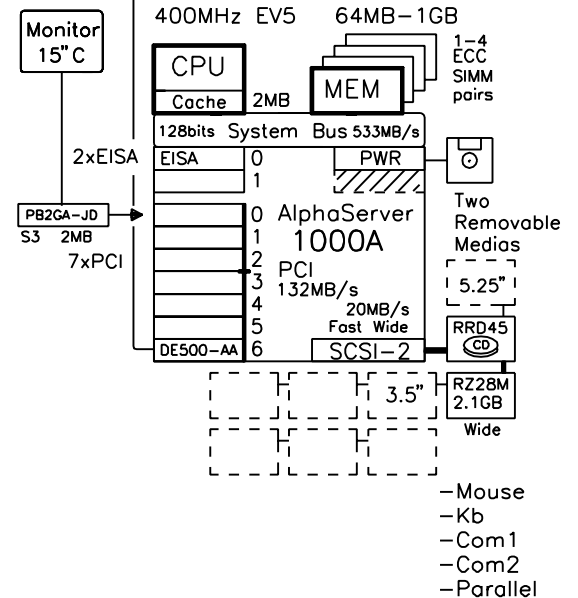 400MHz EV5
64MB-1GB
Monitor
15"C
CPU
Cache
2MB
MEM
1-4
ECC
SIMM
pairs
128bits System Bus 533MB/s
2xEISA
EISA
0
PWR
1
PB2GA-JD
S3 2MB
7xPCI
0
1
2
3
4
5
6
AlphaServer
1000A
PCI
132MB/s
20MB/s
Fast Wide
DE500-AA
SCSI-2
Two
Removable
Medias
5.25"
RRD45
CD
3.5"
RZ28M
2.1GB
Wide
-Mouse
-Kb
-Com1
-Com2
-Parallel